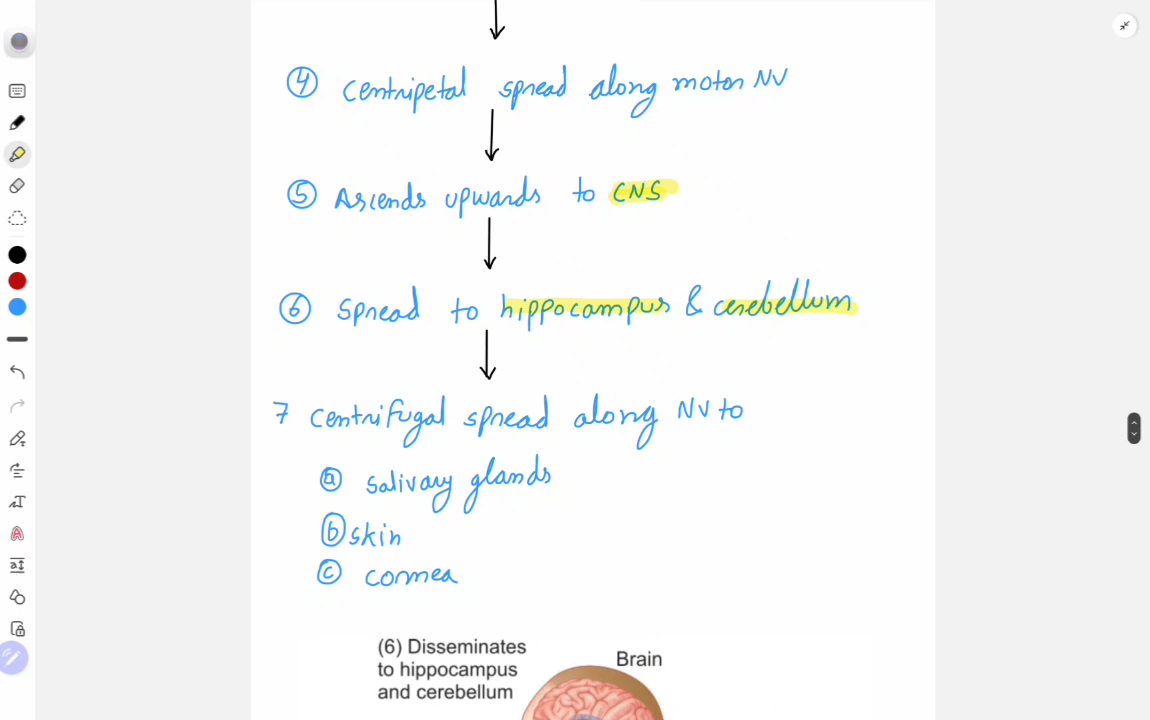 ④ Centripetal spread along motor NV
⑤ Ascends upwards to CNS
⑥ Spread to hippocampus & cerebellum
7 Centrifugal spread along NV to
ⓐ salivary glands
ⓑ skin
ⓒ cornea
(6) Disseminates
to hippocampus
and cerebellum
Brain